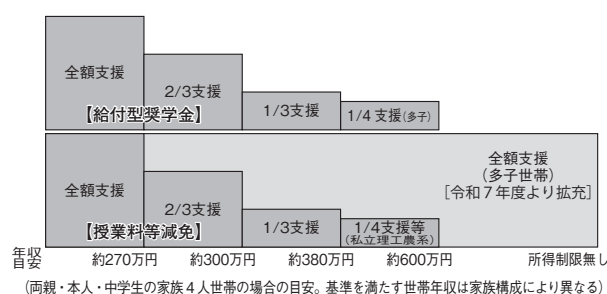 全額支援
2/3支援
1/3支援
1/4支援(多子)
【給付型奨学金】
全額支援
(多子世帯)
[令和7年度より拡充]
全額支援
2/3支援
1/3支援
1/4支援等
(私立理工農系)
【授業料等減免】
年収
目安
約270万円
約300万円
約380万円
約600万円
所得制限無し
(両親・本人・中学生の家族4人世帯の場合の目安。基準を満たす世帯年収は家族構成により異なる)